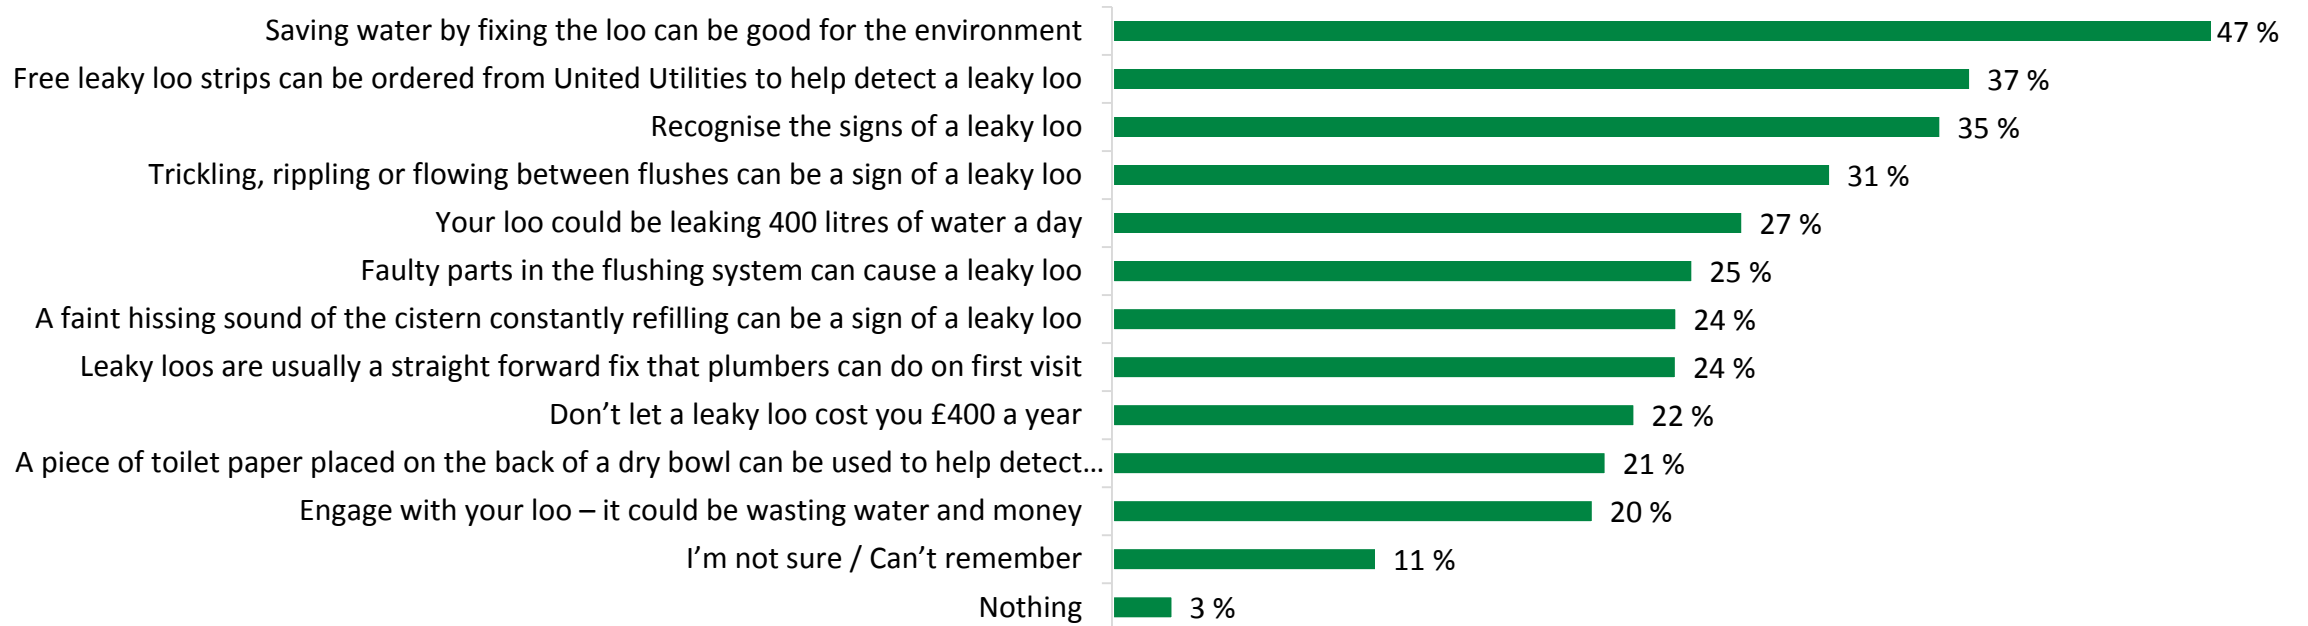 Saving water by fixing the loo can be good for the environment 47 %
Free leaky loo strips can be ordered from United Utilities to help detect a leaky loo 37 %
Recognise the signs of a leaky loo 35 %
Trickling, rippling or flowing between flushes can be a sign of a leaky loo 31 %
Your loo could be leaking 400 litres of water a day 27 %
Faulty parts in the flushing system can cause a leaky loo 25 %
A faint hissing sound of the cistern constantly refilling can be a sign of a leaky loo 24 %
Leaky loos are usually a straight forward fix that plumbers can do on first visit 24 %
Don’t let a leaky loo cost you £400 a year 22 %
A piece of toilet paper placed on the back of a dry bowl can be used to help detect… 21 %
Engage with your loo – it could be wasting water and money 20 %
I’m not sure / Can’t remember 11 %
Nothing 3 %